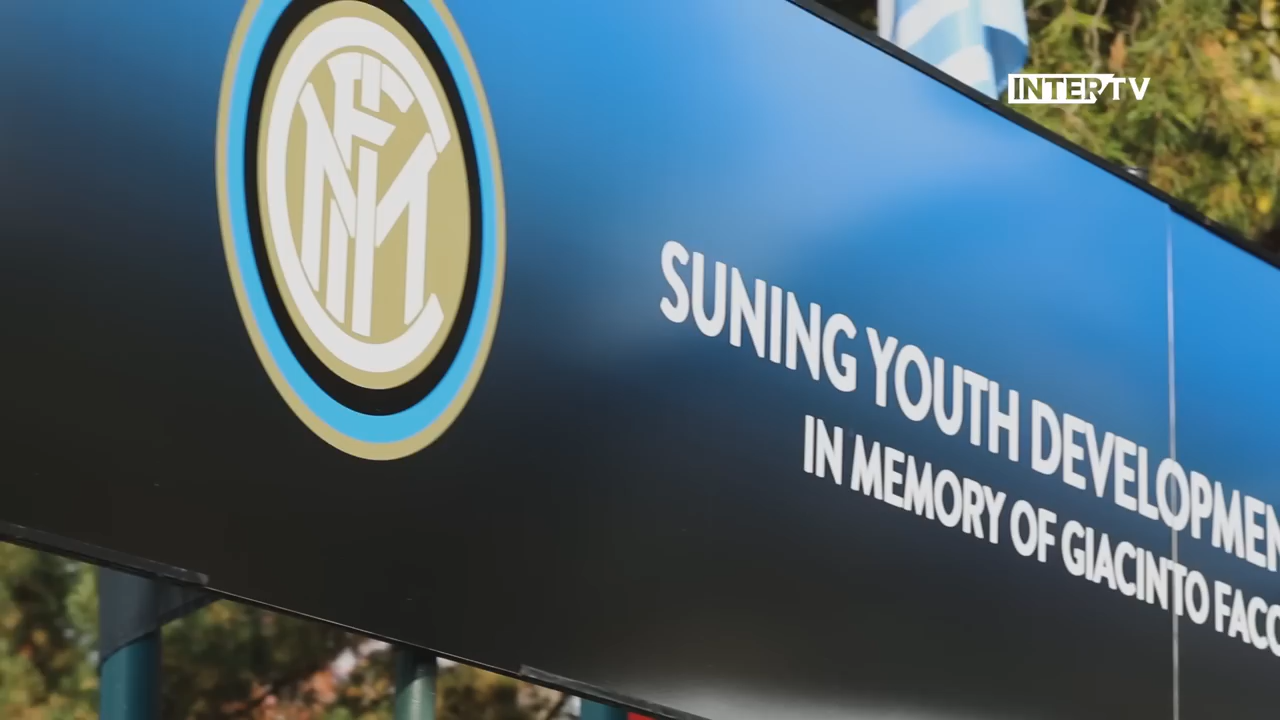 INTER TV
SUNING YOUTH DEVELOPMEN
IN MEMORY OF GIACINTO FACC